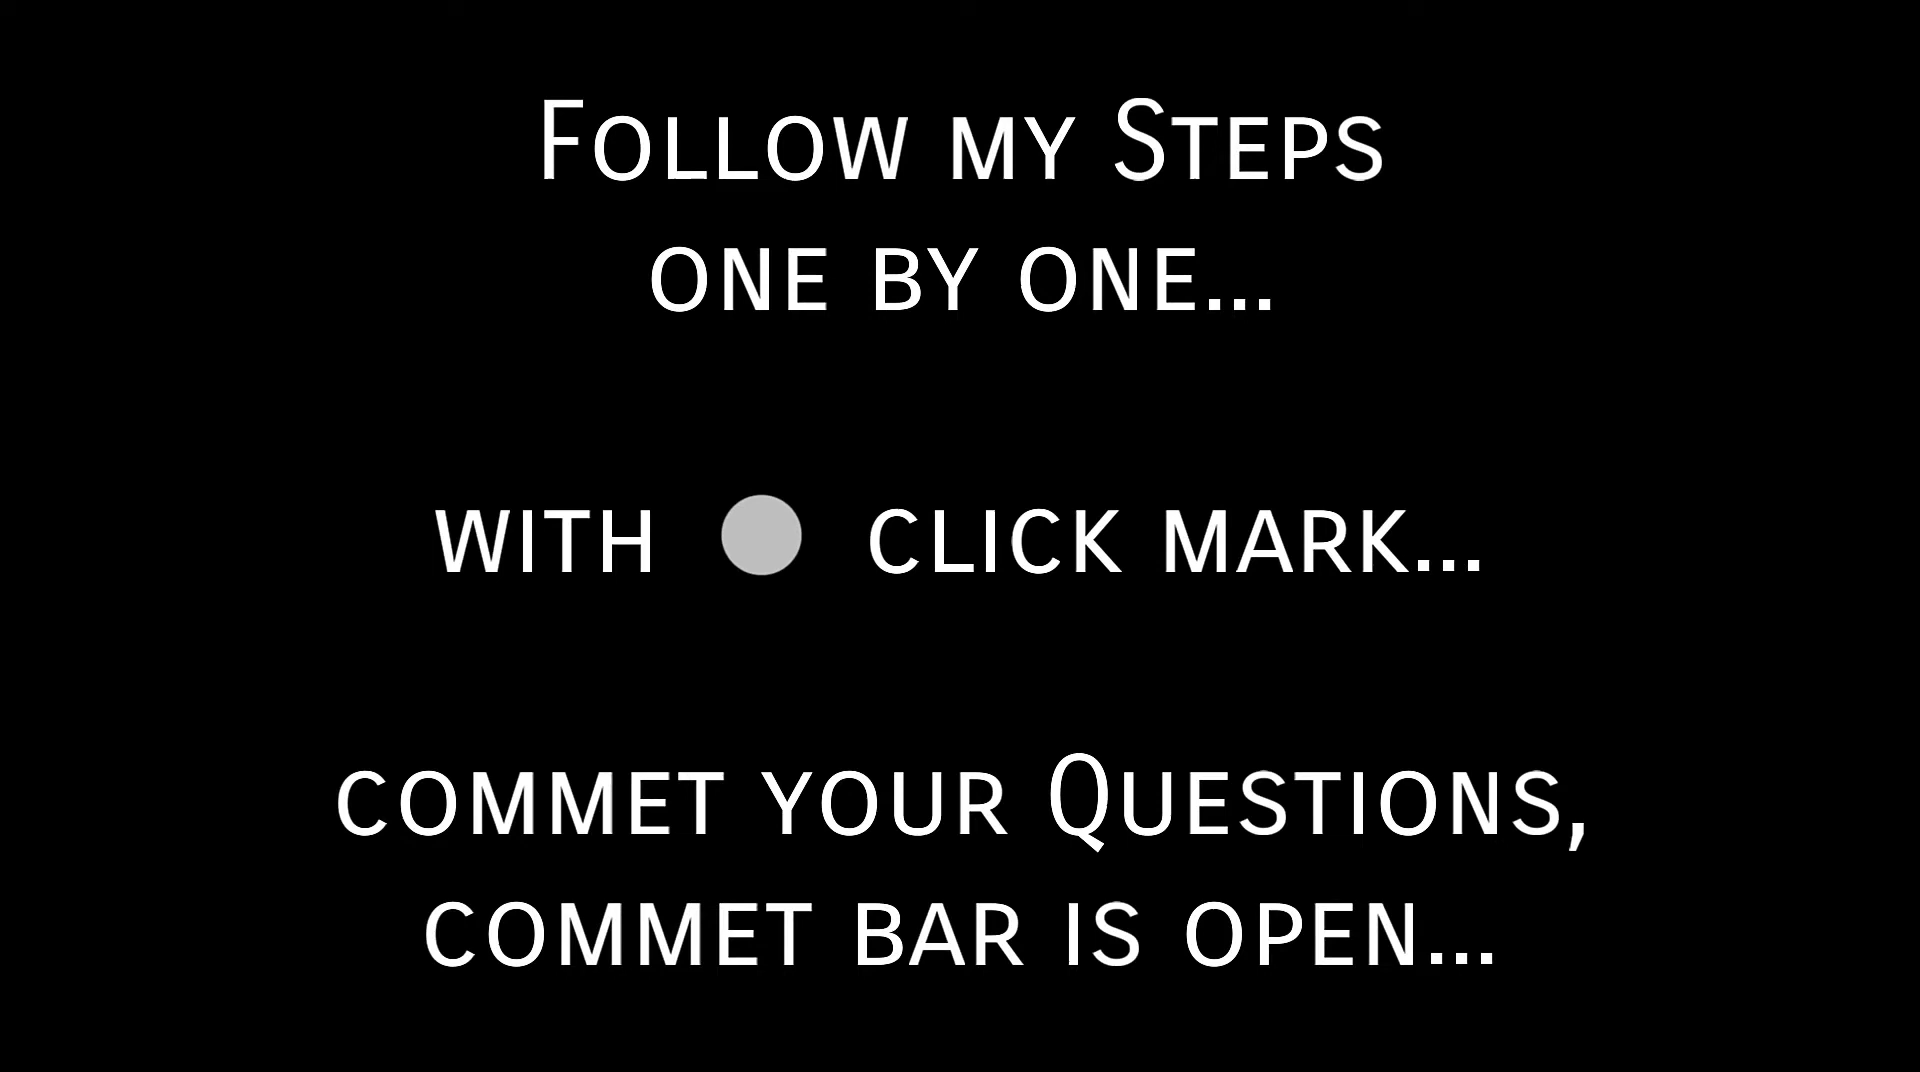 Follow my Steps
one by one...
with click mark...
commet your Questions,
commet bar is open...